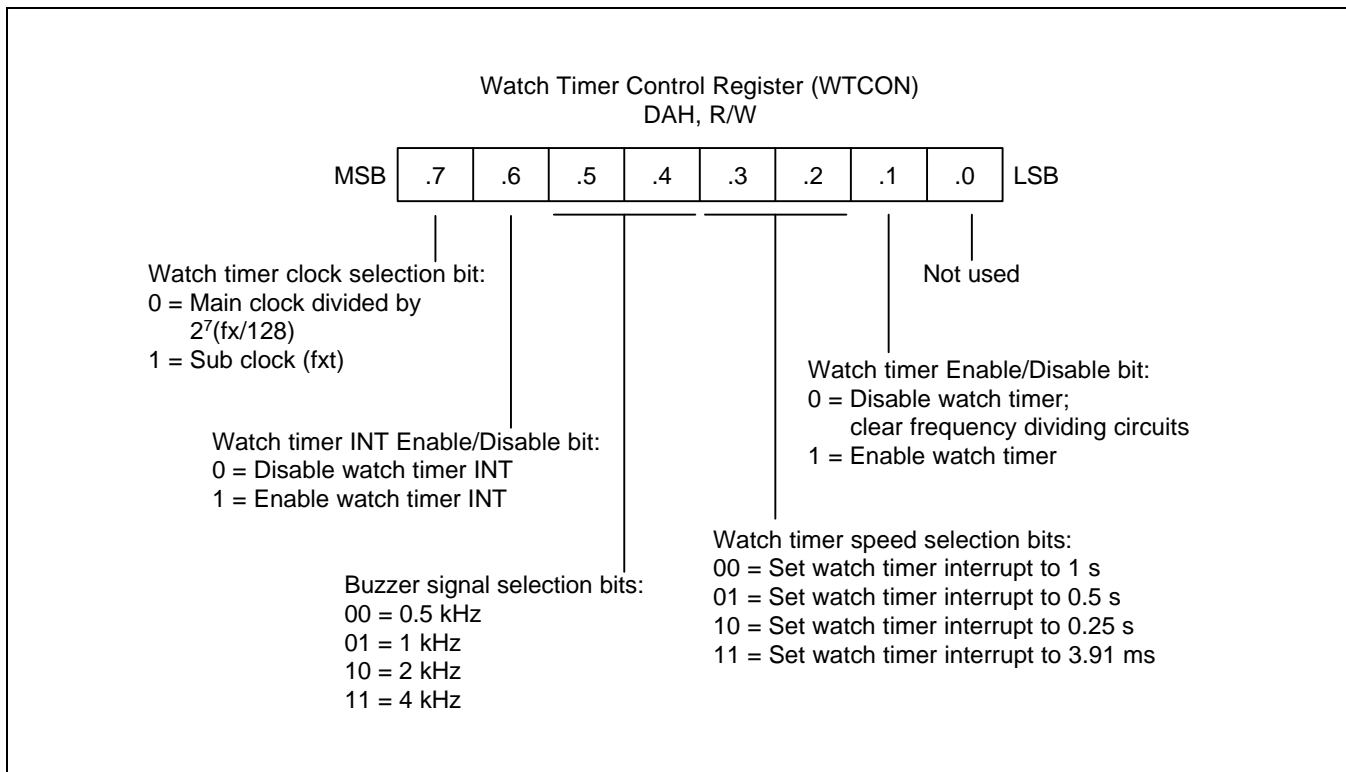 Watch Timer Control Register (WTCON)
DAH, R/W
MSB .7 .6 .5 .4 .3 .2 .1 .0 LSB
Watch timer clock selection bit:
0 = Main clock divided by
2⁷(fx/128)
1 = Sub clock (fxt)
Not used
Watch timer Enable/Disable bit:
0 = Disable watch timer;
clear frequency dividing circuits
1 = Enable watch timer
Watch timer INT Enable/Disable bit:
0 = Disable watch timer INT
1 = Enable watch timer INT
Watch timer speed selection bits:
00 = Set watch timer interrupt to 1 s
01 = Set watch timer interrupt to 0.5 s
10 = Set watch timer interrupt to 0.25 s
11 = Set watch timer interrupt to 3.91 ms
Buzzer signal selection bits:
00 = 0.5 kHz
01 = 1 kHz
10 = 2 kHz
11 = 4 kHz